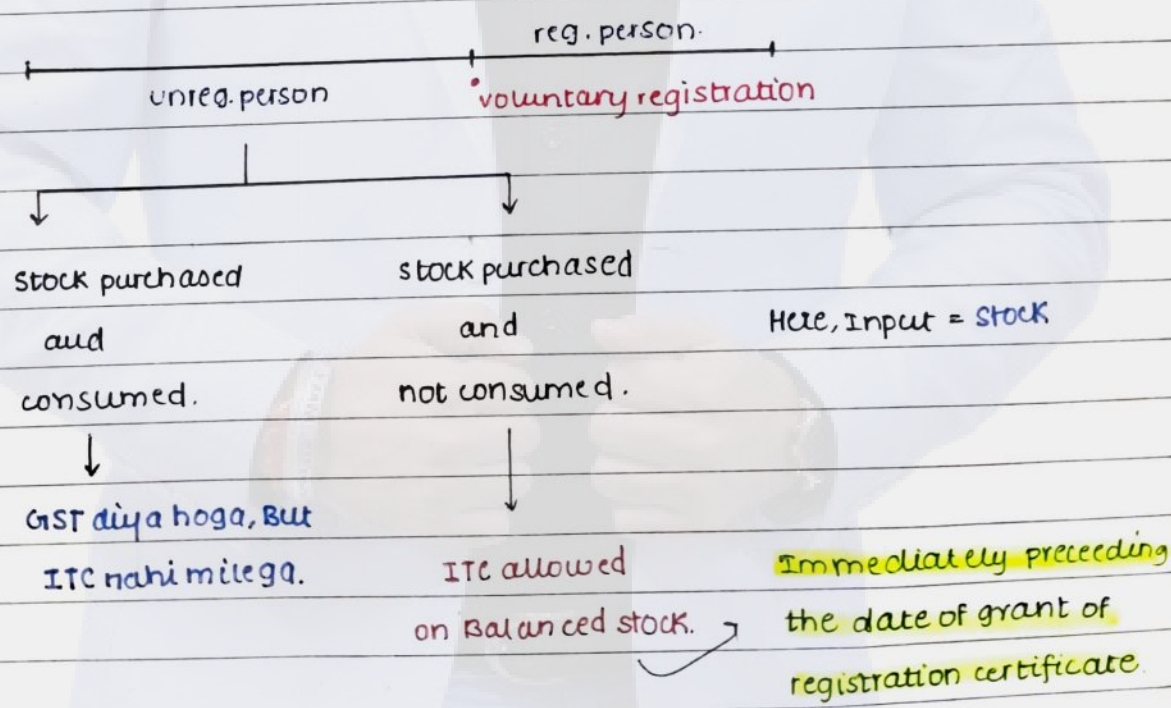 reg. person.
unreg. person
voluntary registration
stock purchased
and
consumed.
stock purchased
and
not consumed.
Here, Input = Stock
GST diya hoga, But
ITC nahi milega.
ITC allowed
on Balanced stock.
Immediately preceeding
the date of grant of
registration certificate.